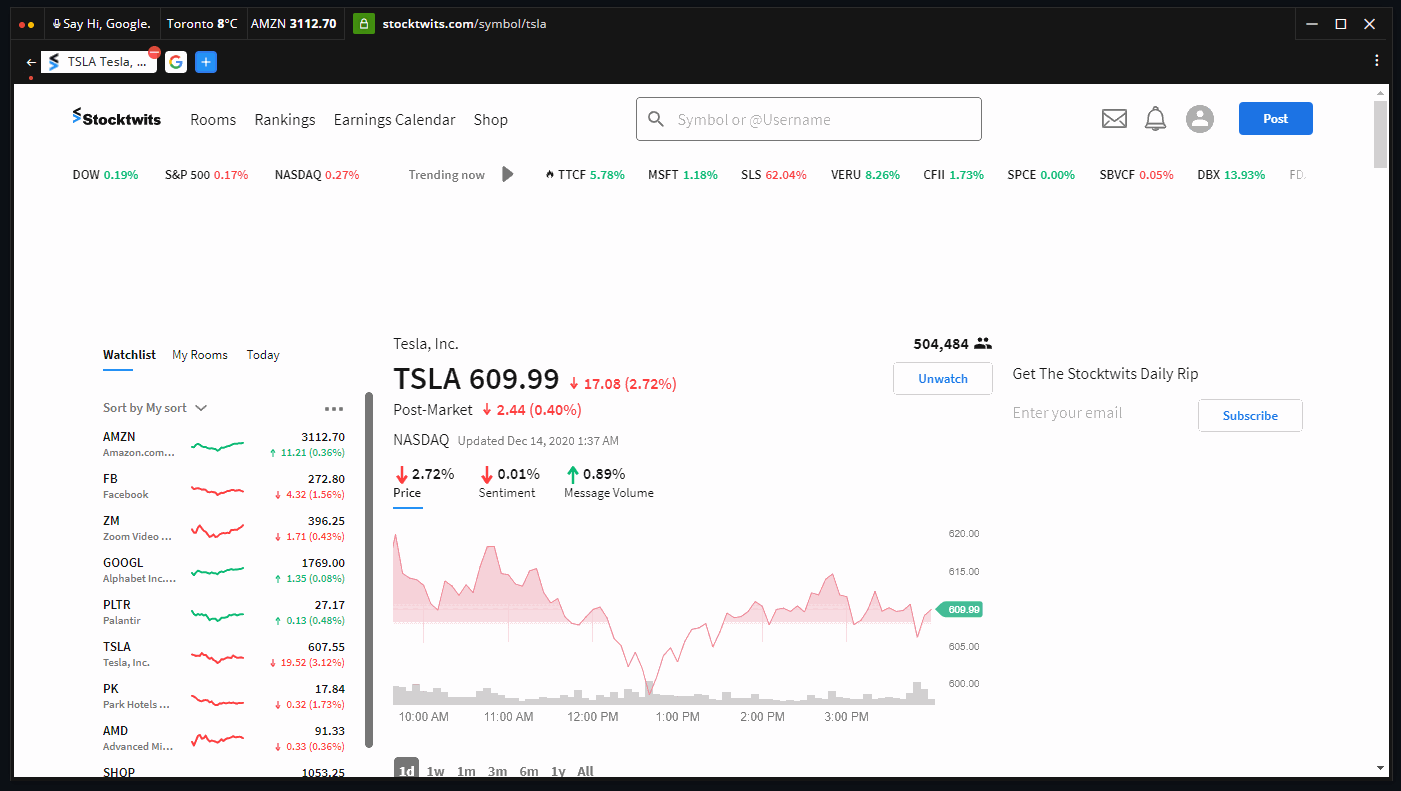 Say Hi, Google. Toronto 8°C AMZN 3112.70 stocktwits.com/symbol/tsla
TSLA Tesla, ...
Stocktwits Rooms Rankings Earnings Calendar Shop Symbol or @Username Post
DOW 0.19% S&P 500 0.17% NASDAQ 0.27% Trending now TTCF 5.78% MSFT 1.18% SLS 62.04% VERU 8.26% CFII 1.73% SPCE 0.00% SBVCF 0.05% DBX 13.93% FD
Watchlist My Rooms Today
Sort by My sort
AMZN 3112.70
Amazon.com... ↑ 11.21 (0.36%)
FB 272.80
Facebook ↓ 4.32 (1.56%)
ZM 396.25
Zoom Video ... ↓ 1.71 (0.43%)
GOOGL 1769.00
Alphabet Inc.... ↑ 1.35 (0.08%)
PLTR 27.17
Palantir ↑ 0.13 (0.48%)
TSLA 607.55
Tesla, Inc. ↓ 19.52 (3.12%)
PK 17.84
Park Hotels ... ↓ 0.32 (1.73%)
AMD 91.33
Advanced Mi... ↓ 0.33 (0.36%)
SHOP 1053.25
Tesla, Inc. 504,484
TSLA 609.99 ↓ 17.08 (2.72%) Unwatch
Post-Market ↓ 2.44 (0.40%)
NASDAQ Updated Dec 14, 2020 1:37 AM
↓ 2.72% ↓ 0.01% ↑ 0.89%
Price Sentiment Message Volume
620.00
615.00
609.99
605.00
600.00
10:00 AM 11:00 AM 12:00 PM 1:00 PM 2:00 PM 3:00 PM
1d 1w 1m 3m 6m 1y All
Get The Stocktwits Daily Rip
Enter your email Subscribe